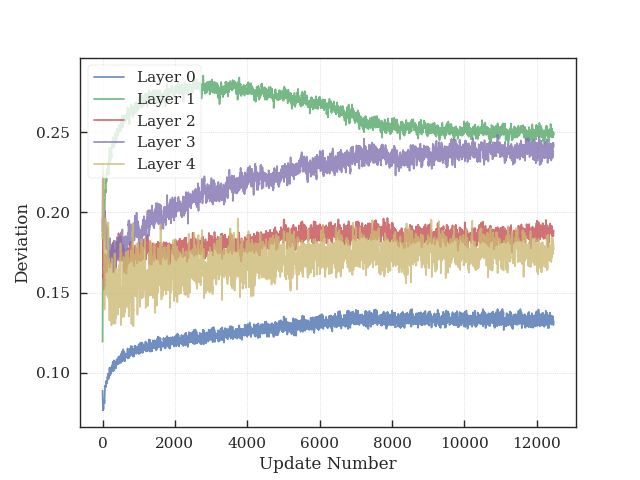 Layer 0
Layer 1
Layer 2
Layer 3
Layer 4
0.25
0.20
0.15
0.10
Deviation
0 2000 4000 6000 8000 10000 12000
Update Number